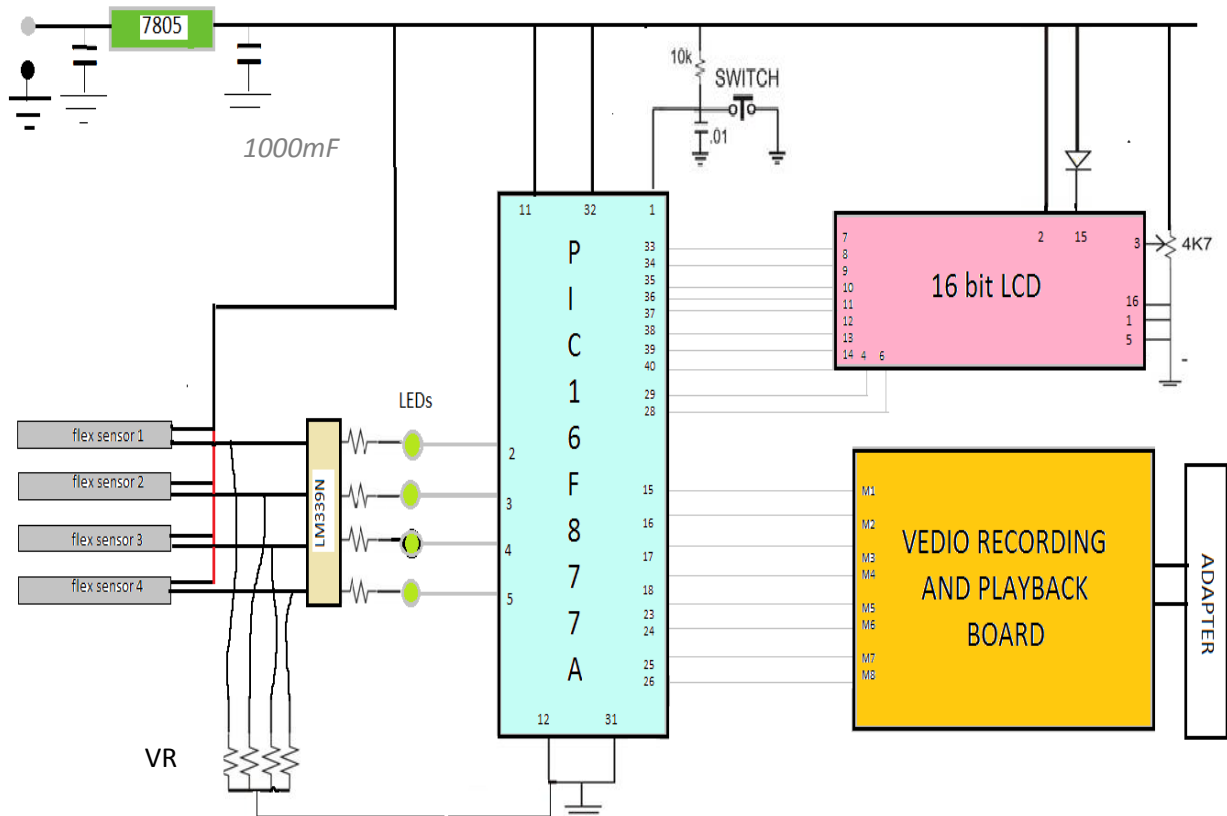 7805
1000mF
10k
SWITCH
.01
11
32
1
P
I
C
1
6
F
8
7
7
A
33
34
35
36
37
38
39
40
29
28
15
16
17
18
23
24
25
26
2
3
4
5
12
31
7
8
9
10
11
12
13
14
4
6
2
15
3
16
1
5
16 bit LCD
4K7
-
LEDs
flex sensor 1
flex sensor 2
flex sensor 3
flex sensor 4
LM339N
VR
M1
M2
M3
M4
M5
M6
M7
M8
VEDIO RECORDING
AND PLAYBACK
BOARD
ADAPTER